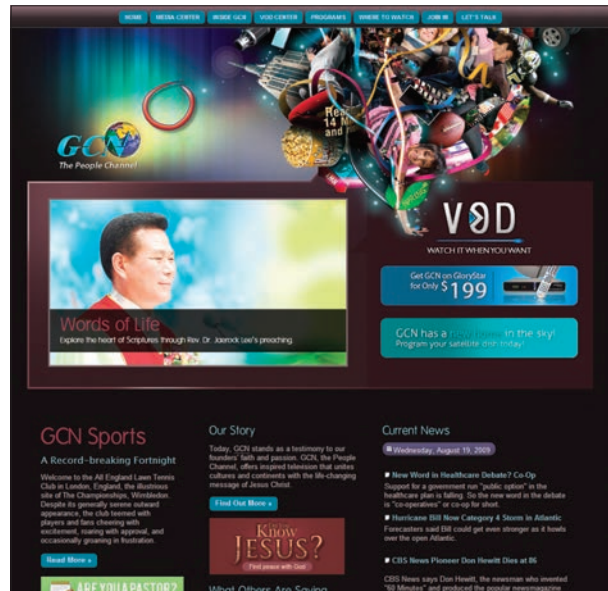 HOME MEDIA CENTER INSIDE GCN VOD CENTER PROGRAMS WHERE TO WATCH JOIN IN LET'S TALK
Rea
14 M
and
GCN
The People Channel
VOD
WATCH IT WHEN YOU WANT
Get GCN on GloryStar
for Only $199
Words of Life
Explore the heart of Scriptures through Rev. Dr. Jaerock Lee's preaching.
GCN has a new home in the sky!
Program your satellite dish today!
GCN Sports
A Record-breaking Fortnight
Welcome to the All England Lawn Tennis
Club in London, England, the illustrious
site of The Championships, Wimbledon.
Despite its generally serene outward
appearance, the club teemed with
players and fans cheering with
excitement, roaring with approval, and
occasionally groaning in frustration.
Read More »
ARE YOU A PASTOR?
Our Story
Today, GCN stands as a testimony to our
founders' faith and passion. GCN, the People
Channel, offers inspired television that unites
cultures and continents with the life-changing
message of Jesus Christ.
Find Out More »
Know
JESUS?
Find peace with God
What Others Are Saying
Current News
Wednesday, August 19, 2009
New Word in Healthcare Debate? Co-Op
Support for a government run "public option" in the
healthcare plan is falling. So the new word in the debate
is "co-operatives" or co-op for short.
Hurricane Bill Now Category 4 Storm in Atlantic
Forecasters said Bill could get even stronger as it howls
over the open Atlantic.
CBS News Pioneer Don Hewitt Dies at 86
CBS News says Don Hewitt, the newsman who invented
"60 Minutes" and produced the popular newsmagazine